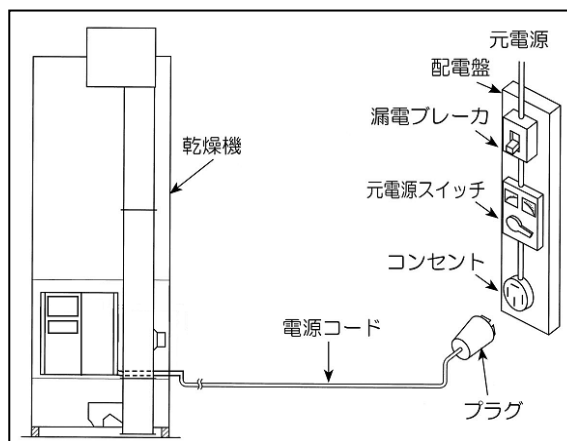 元電源
配電盤
漏電ブレーカ
乾燥機
元電源スイッチ
コンセント
電源コード
プラグ